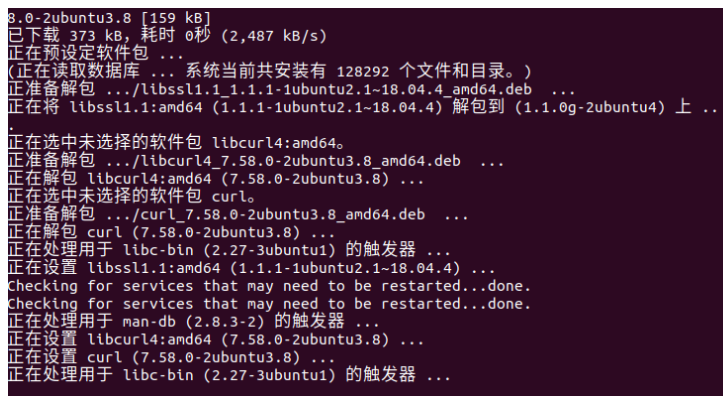 8.0-2ubuntu3.8 [159 kB]
已下载 373 kB，耗时 0秒 (2,487 kB/s)
正在预设定软件包 ...
(正在读取数据库 ... 系统当前共安装有 128292 个文件和目录。)
正准备解包 .../libssl1.1_1.1.1-1ubuntu2.1~18.04.4_amd64.deb  ...
正在将 libssl1.1:amd64 (1.1.1-1ubuntu2.1~18.04.4) 解包到 (1.1.0g-2ubuntu4) 上 ..
.
正在选中未选择的软件包 libcurl4:amd64。
正准备解包 .../libcurl4_7.58.0-2ubuntu3.8_amd64.deb  ...
正在解包 libcurl4:amd64 (7.58.0-2ubuntu3.8) ...
正在选中未选择的软件包 curl。
正准备解包 .../curl_7.58.0-2ubuntu3.8_amd64.deb  ...
正在解包 curl (7.58.0-2ubuntu3.8) ...
正在处理用于 libc-bin (2.27-3ubuntu1) 的触发器 ...
正在设置 libssl1.1:amd64 (1.1.1-1ubuntu2.1~18.04.4) ...
Checking for services that may need to be restarted...done.
Checking for services that may need to be restarted...done.
正在处理用于 man-db (2.8.3-2) 的触发器 ...
正在设置 libcurl4:amd64 (7.58.0-2ubuntu3.8) ...
正在设置 curl (7.58.0-2ubuntu3.8) ...
正在处理用于 libc-bin (2.27-3ubuntu1) 的触发器 ...